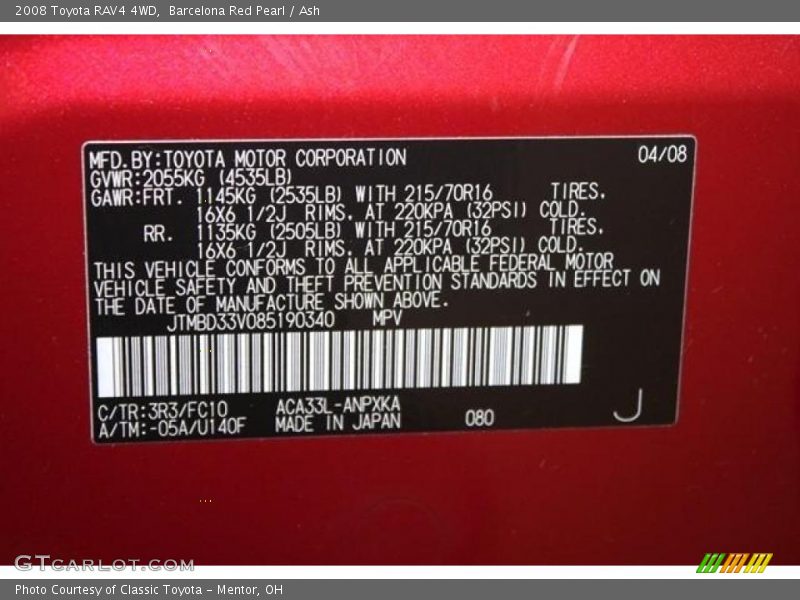 2008 Toyota RAV4 4WD,  Barcelona Red Pearl / Ash
MFD.BY:TOYOTA MOTOR CORPORATION 04/08
GVWR:2055KG (4535LB)
GAWR:FRT. 1145KG (2535LB) WITH 215/70R16 TIRES.
16X6 1/2J RIMS. AT 220KPA (32PSI) COLD.
RR. 1135KG (2505LB) WITH 215/70R16 TIRES.
16X6 1/2J RIMS. AT 220KPA (32PSI) COLD.
THIS VEHICLE CONFORMS TO ALL APPLICABLE FEDERAL MOTOR
VEHICLE SAFETY AND THEFT PREVENTION STANDARDS IN EFFECT ON
THE DATE OF MANUFACTURE SHOWN ABOVE.
JTMBD33V085190340 MPV
C/TR:3R3/FC10 ACA33L-ANPXKA
A/TM:-05A/U140F MADE IN JAPAN 080 J
GTCARLOT.COM
Photo Courtesy of Classic Toyota - Mentor, OH